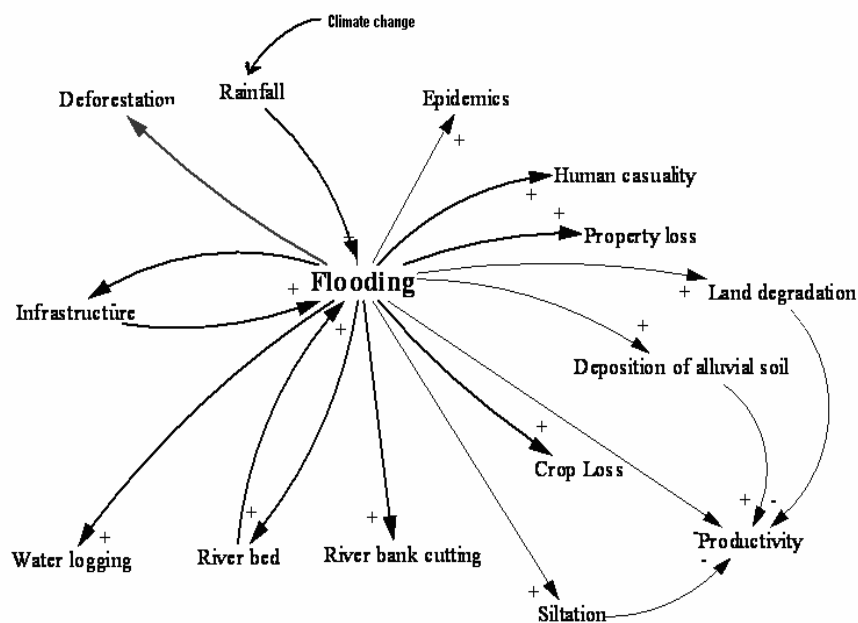 Climate change
Deforestation
Rainfall
Epidemics
+
Human casuality
+
+
Property loss
+
Flooding
+
+
Land degradation
Infrastructure
+
+
Deposition of alluvial soil
+
Crop Loss
+
-
+
+
+
-
Productivity
Water logging
River bed
River bank cutting
-
+
Siltation